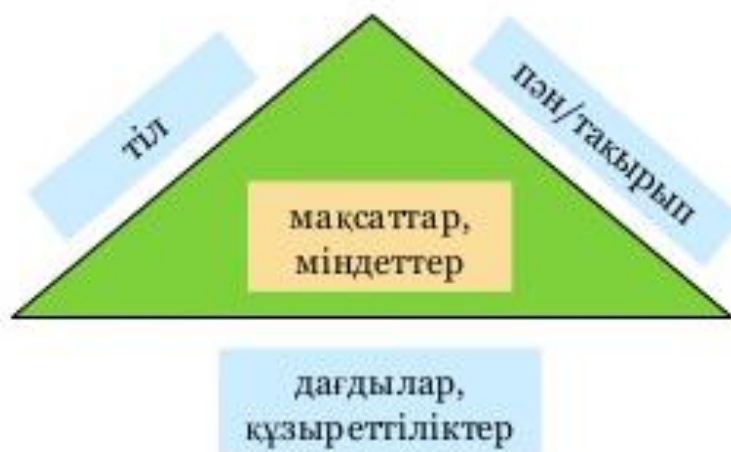 тіл
пән/тақырып
мақсаттар,
міндеттер
дағдылар,
құзыреттіліктер